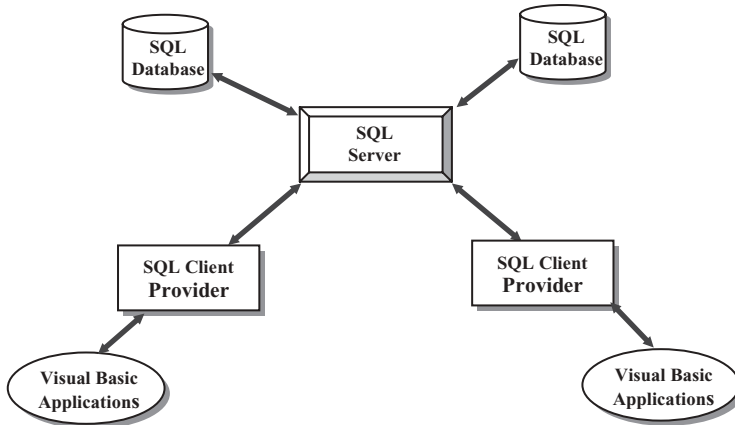 SQL
Database
SQL
Database
SQL
Server
SQL Client
Provider
SQL Client
Provider
Visual Basic
Applications
Visual Basic
Applications